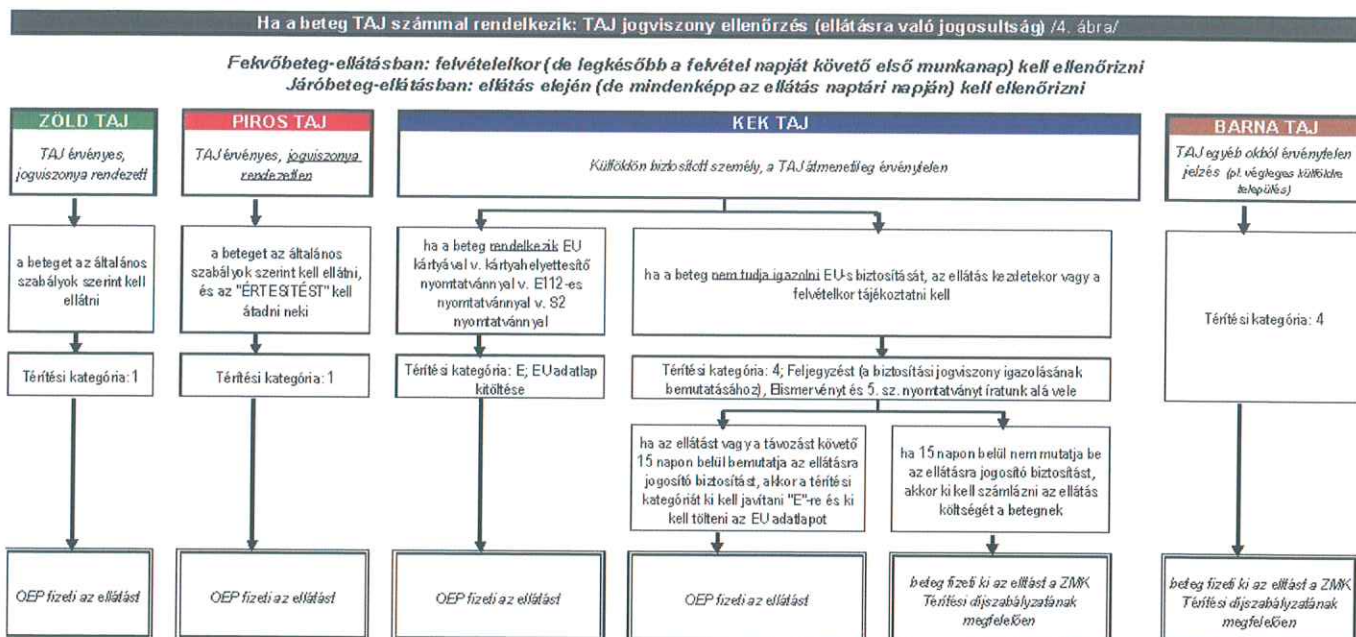 Ha a beteg TAJ számmal rendelkezik: TAJ jogviszony ellenőrzés (ellátásra való jogosultság) /4. ábra/
Fekvőbeteg-ellátásban: felvételelkor (de legkésőbb a felvétel napját követő első munkanap) kell ellenőrizni
Járóbeteg-ellátásban: ellátás elején (de mindenképp az ellátás naptári napján) kell ellenőrizni
ZÖLD TAJ
TAJ érvényes,
jogviszonya rendezett
a beteget az általános
szabályok szerint kell
ellátni
Térítési kategória: 1
OEP fizeti az ellátást
PIROS TAJ
TAJ érvényes, jogviszonya
rendezetlen
a beteget az általános
szabályok szerint kell ellátni,
és az "ÉRTESITÉST" kell
átadni neki
Térítési kategória: 1
OEP fizeti az ellátást
KEK TAJ
Külföldön biztosított személy, a TAJ átmenetileg érvénytelen
ha a beteg rendelkezik EU
kártyával v. kártyahelyettesítő
nyomtatvánnyal v. E112-es
nyomtatvánnyal v. S2
nyomtatvánnyal
Térítési kategória: E; EU adatlap
kitöltése
OEP fizeti az ellátást
ha a beteg nem tudja igazolni EU-s biztosítását, az ellátás kezdetekor vagy a
felvételkor tájékoztatni kell
Térítési kategória: 4; Feljegyzést (a biztosítási jogviszony igazolásának
bemutatásához), Elismervényt és 5. sz. nyomtatványt íratunk alá vele
ha az ellátást vagy a távozást követő
15 napon belül bemutatja az ellátásra
jogosító biztosítást, akkor a térítési
kategóriát ki kell javítani "E"-re és ki
kell tölteni az EU adatlapot
OEP fizeti az ellátást
ha 15 napon belül nem mutatja be
az ellátásra jogosító biztosítást,
akkor ki kell számlázni az ellátás
költségét a betegnek
beteg fizeti ki az elltást a ZMK
Térítési díjszabályzatának
megfelelően
BARNA TAJ
TAJ egyéb okból érvénytelen
jelzés (pl. végleges külföldre
település)
Térítési kategória: 4
beteg fizeti ki az elltást a ZMK
Térítési díjszabályzatának
megfelelően